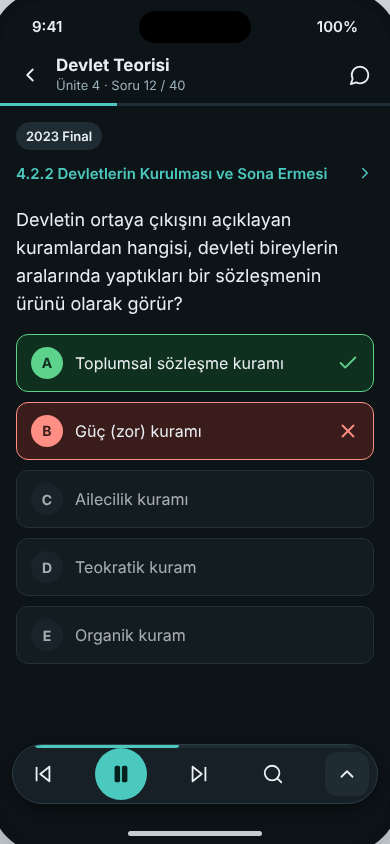 9:41
100%
Devlet Teorisi
Ünite 4 · Soru 12 / 40
2023 Final
4.2.2 Devletlerin Kurulması ve Sona Ermesi
Devletin ortaya çıkışını açıklayan
kuramlardan hangisi, devleti bireylerin
aralarında yaptıkları bir sözleşmenin
ürünü olarak görür?
A Toplumsal sözleşme kuramı
B Güç (zor) kuramı
C Ailecilik kuramı
D Teokratik kuram
E Organik kuram